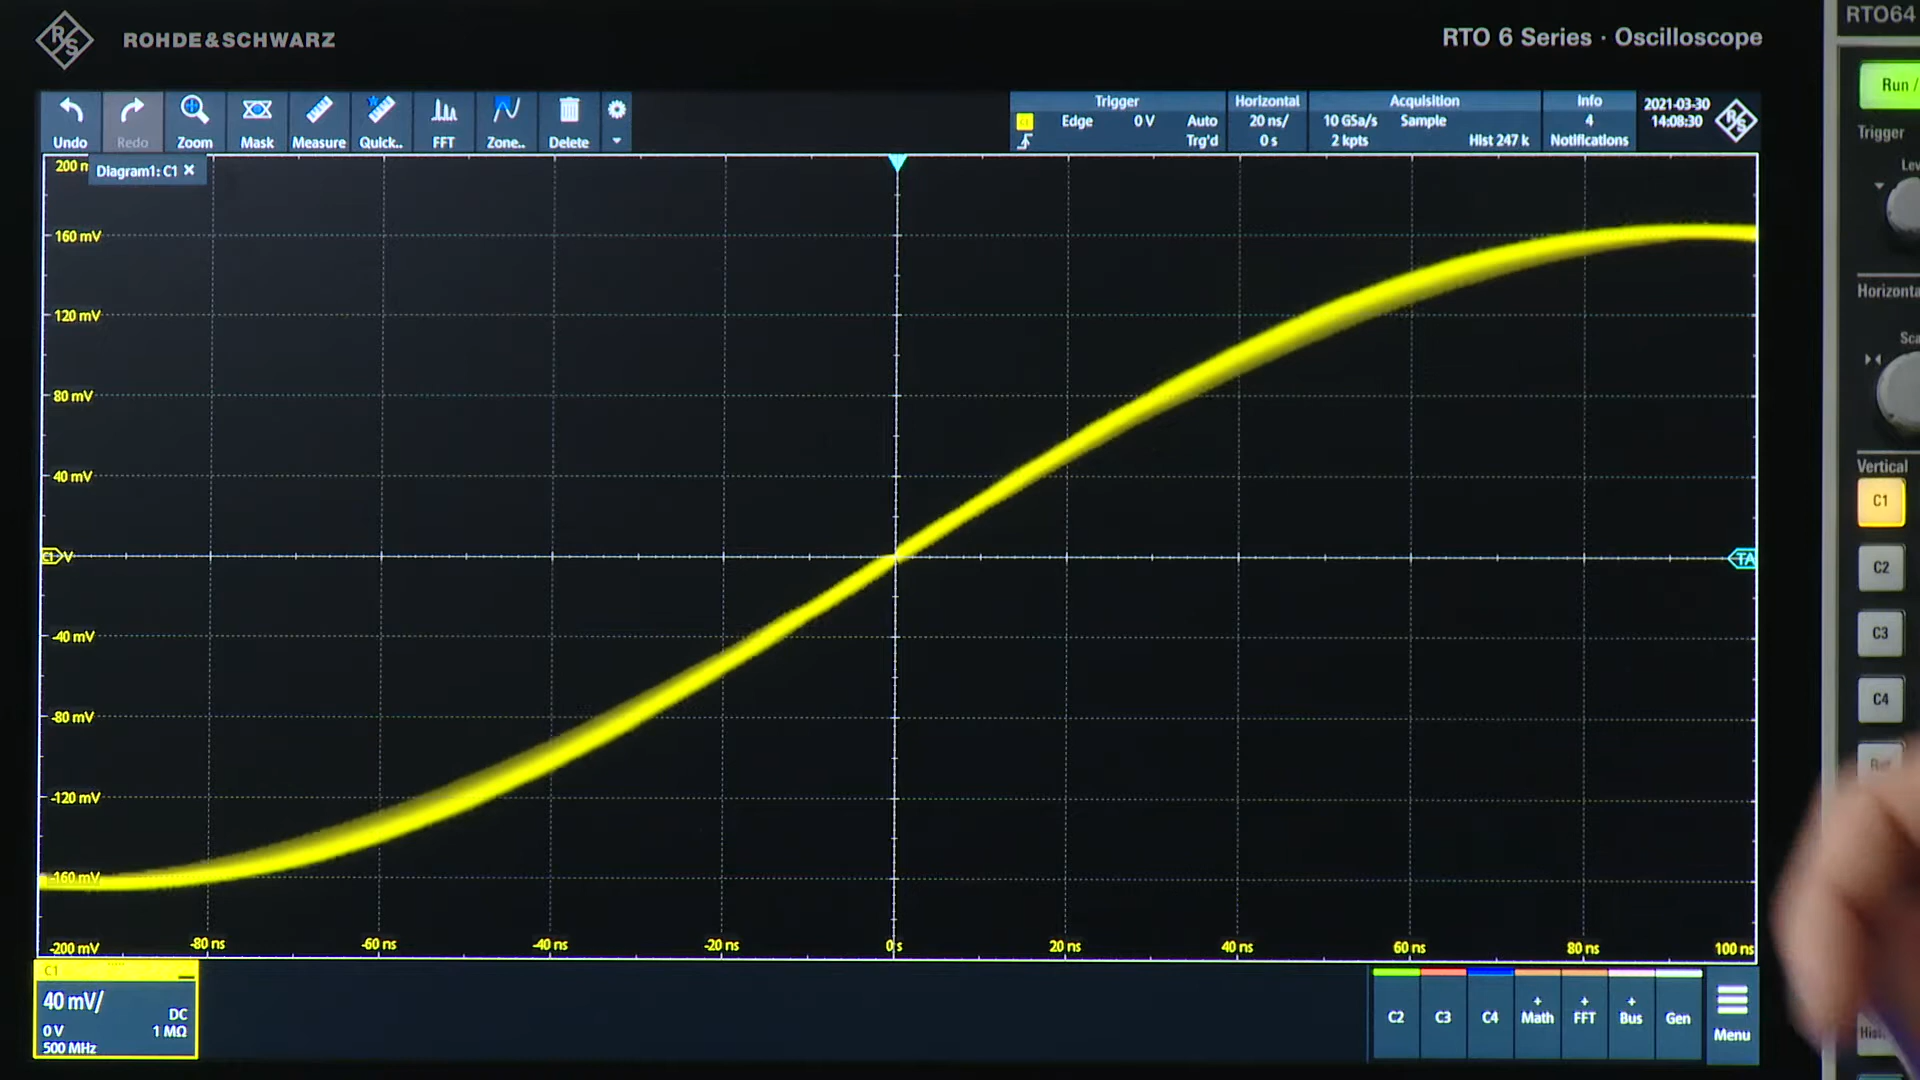 ROHDE&SCHWARZ
RTO 6 Series · Oscilloscope
RTO64
Undo Redo Zoom Mask Measure Quick.. FFT Zone.. Delete
Trigger
Edge 0 V Auto
Trg'd
Horizontal
20 ns/
0 s
Acquisition
10 GSa/s Sample
2 kpts Hist 247 k
Info
4
Notifications
2021-03-30
14:08:30
Run /
Trigger
Diagram1: C1
200
160 mV
120 mV
80 mV
40 mV
C1 V
-40 mV
-80 mV
-120 mV
-160 mV
-200 mV
TA
-80 ns -60 ns -40 ns -20 ns 0 s 20 ns 40 ns 60 ns 80 ns 100 ns
Vertical
C1
C2
C3
C4
C1
40 mV/
DC
0 V 1 MΩ
500 MHz
C2 C3 C4
+ Math
+ FFT
+ Bus
Gen
Menu